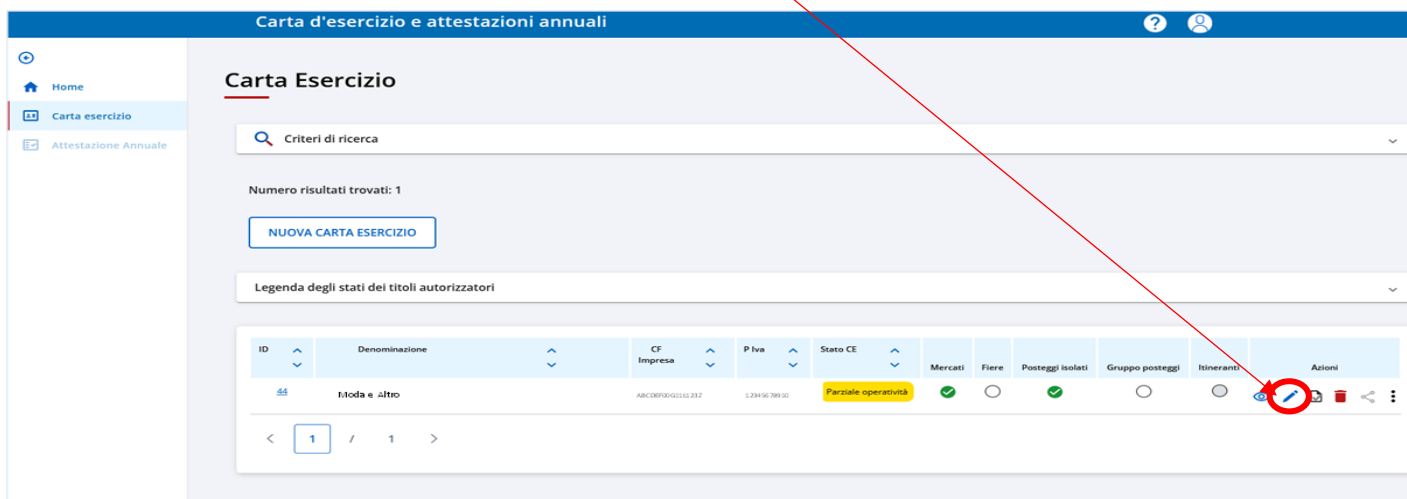 Carta d'esercizio e attestazioni annuali
Home
Carta esercizio
Attestazione Annuale
Carta Esercizio
Criteri di ricerca
Numero risultati trovati: 1
NUOVA CARTA ESERCIZIO
Legenda degli stati dei titoli autorizzatori
ID Denominazione CF Impresa P Iva Stato CE Mercati Fiere Posteggi isolati Gruppo posteggi Itineranti Azioni
44 Moda e Altro 12345678910 Parziale operatività
< 1 / 1 >